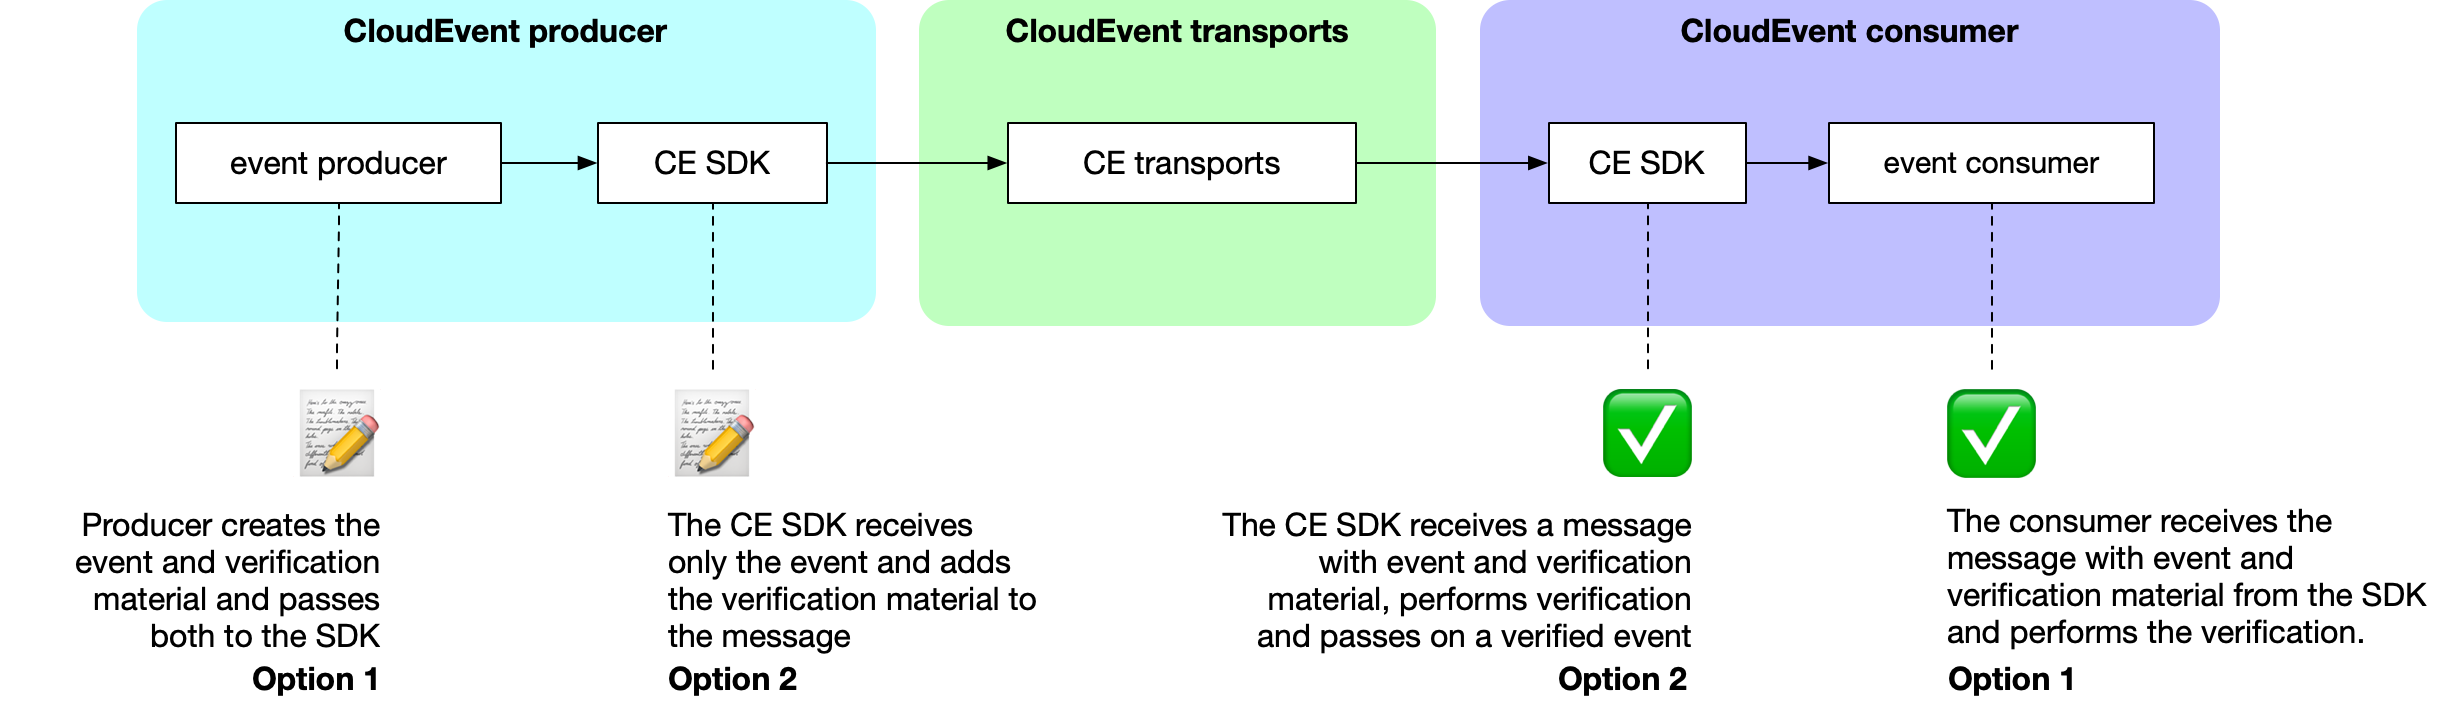 CloudEvent producer
CloudEvent transports
CloudEvent consumer
event producer
CE SDK
CE transports
CE SDK
event consumer
Producer creates the
event and verification
material and passes
both to the SDK
Option 1
The CE SDK receives
only the event and adds
the verification material to
the message
Option 2
The CE SDK receives a message
with event and verification
material, performs verification
and passes on a verified event
Option 2
The consumer receives the
message with event and
verification material from the SDK
and performs the verification.
Option 1